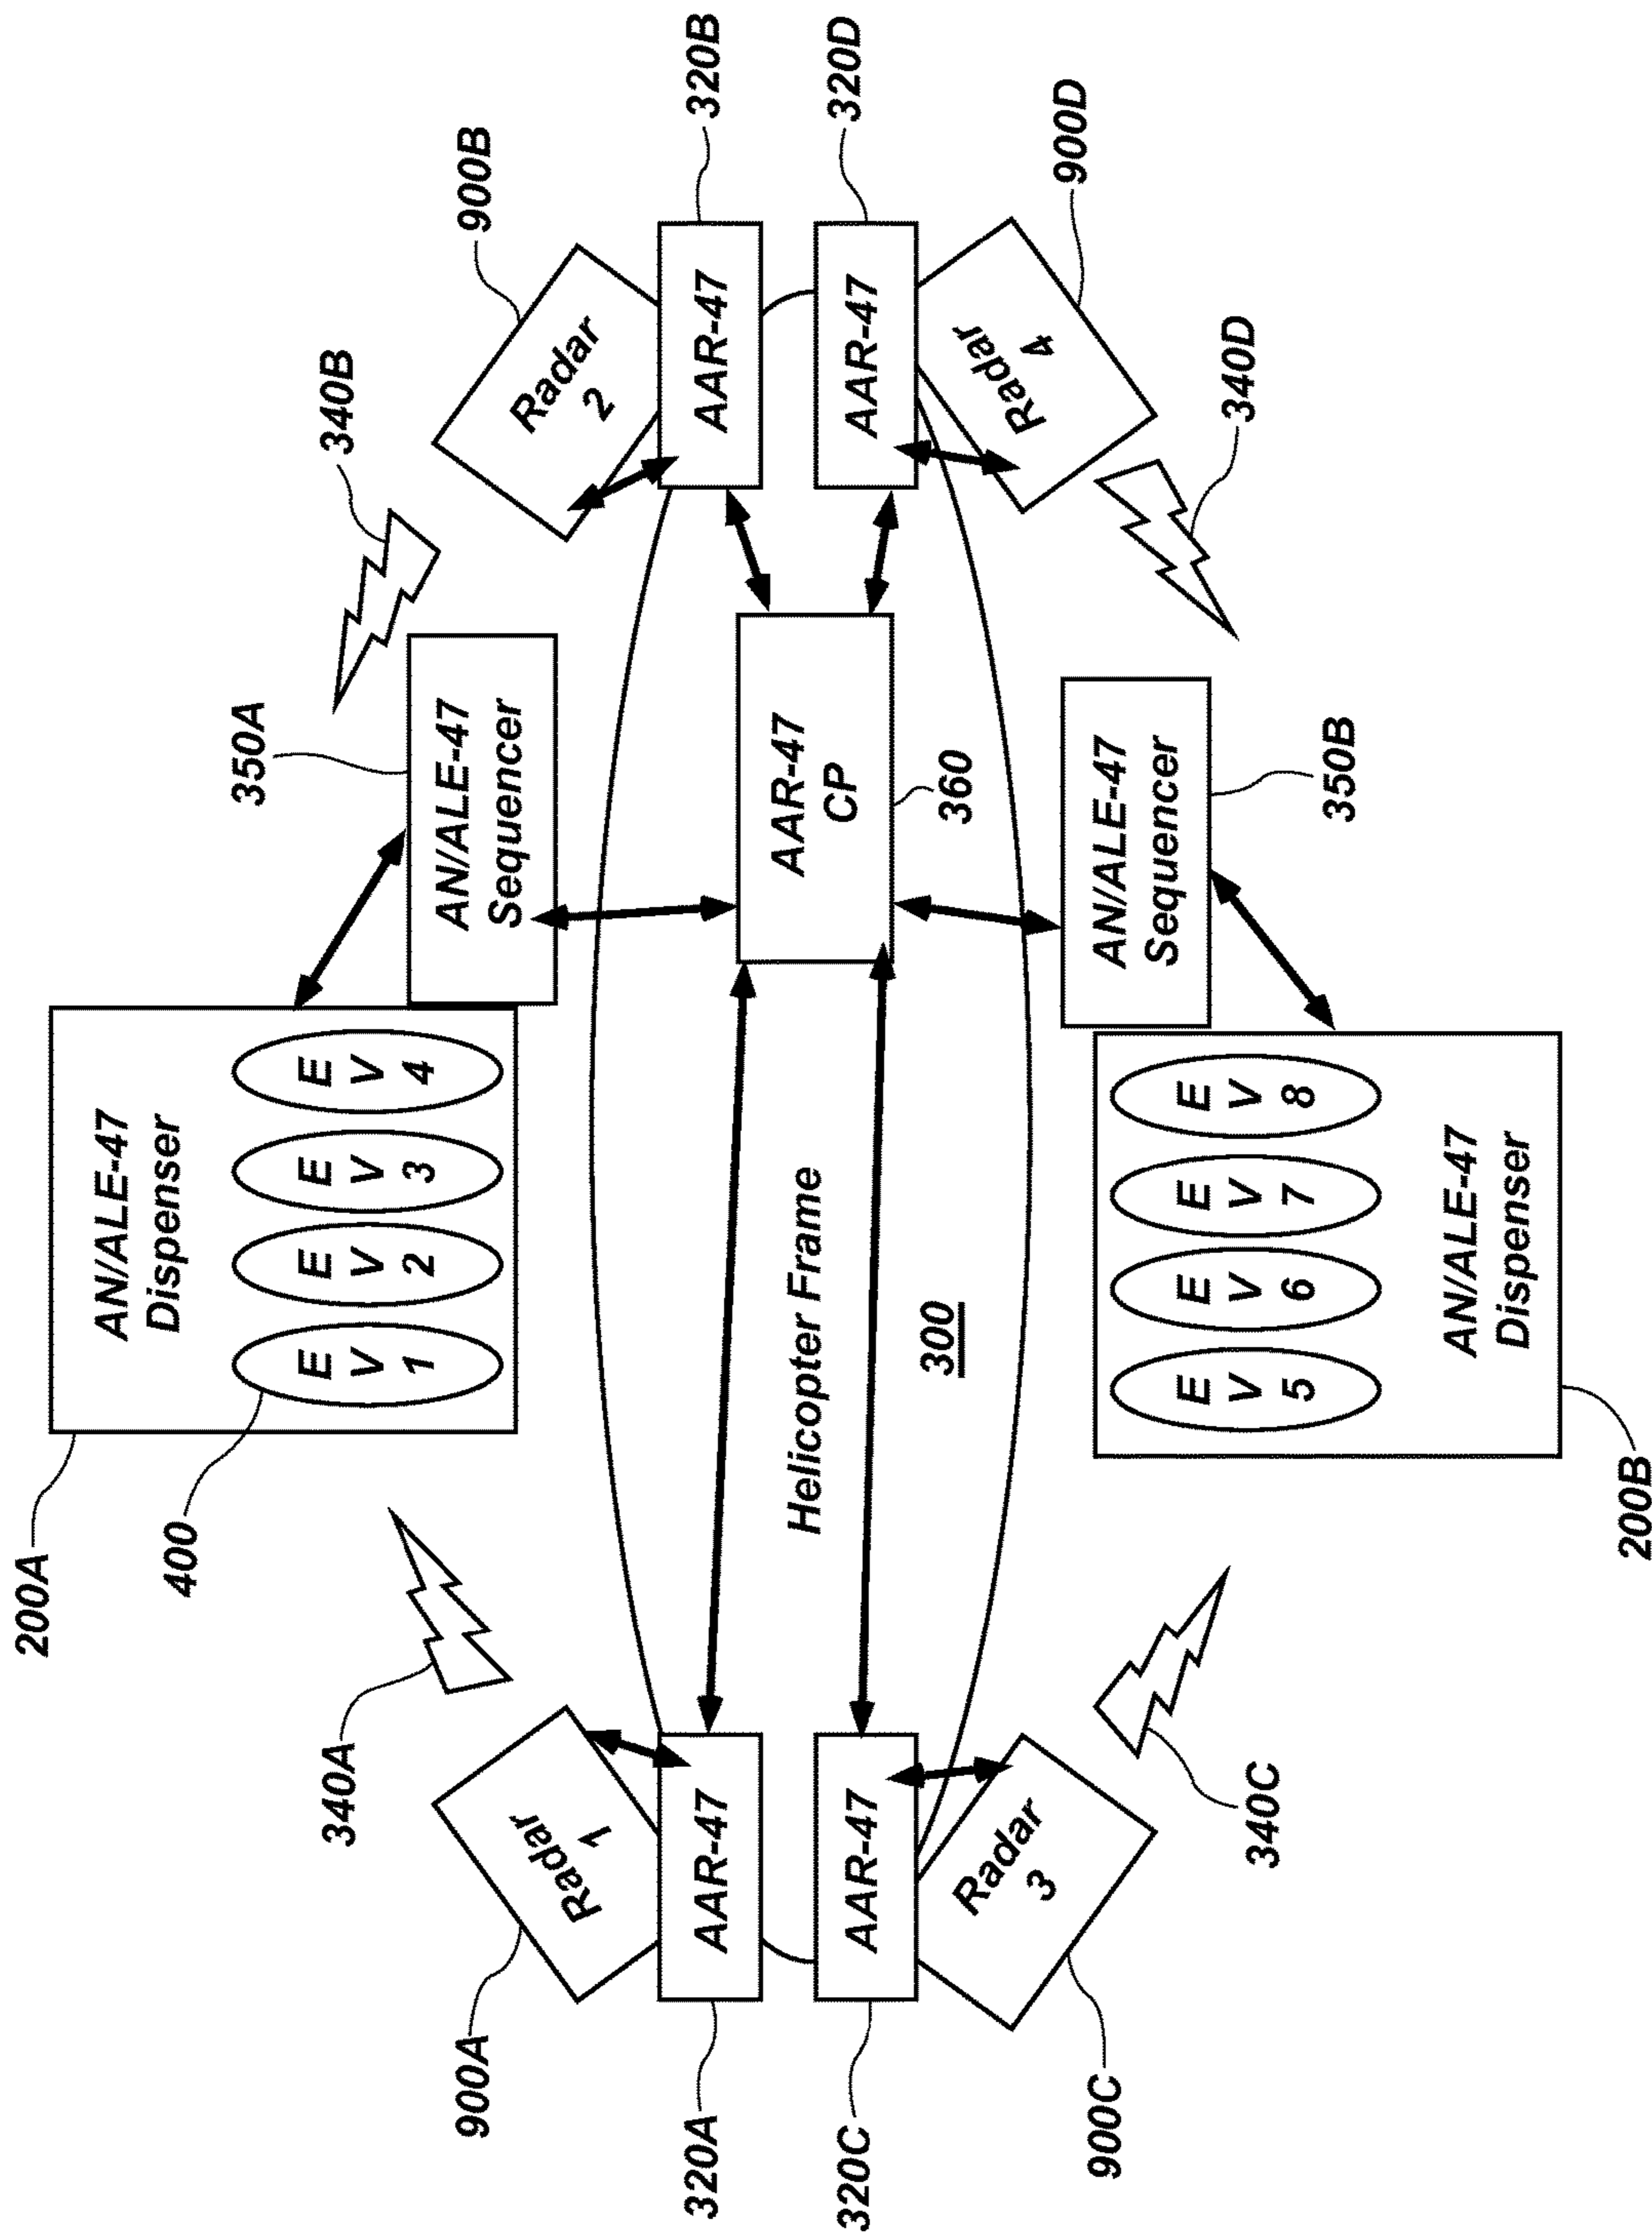 200A
400
AN/ALE-47
Dispenser
E
V
1
E
V
2
E
V
3
E
V
4
350A
AN/ALE-47
Sequencer
340A
340B
900A
Radar
1
900B
Radar
2
320A
AAR-47
320B
AAR-47
AAR-47
CP
360
Helicopter Frame
300
320C
AAR-47
320D
AAR-47
900C
Radar
3
900D
Radar
4
340C
340D
AN/ALE-47
Sequencer
350B
E
V
5
E
V
6
E
V
7
E
V
8
AN/ALE-47
Dispenser
200B